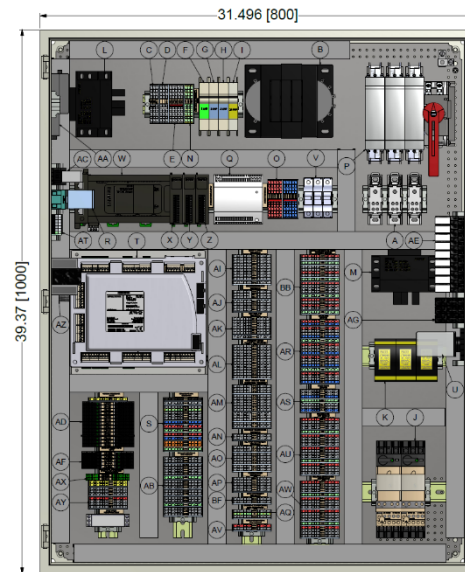 31.496 [800]
39.37 [1000]
L C D F G H I B
AA E N P
AC W Q O V
AT R T X Y Z A AE
M
AI
BB
AJ
AZ AG
AK
AR
AL
U
AM AS K J
AD S
AN
AO AU
AF
AX AB AP
AY BF AW
AQ
AV